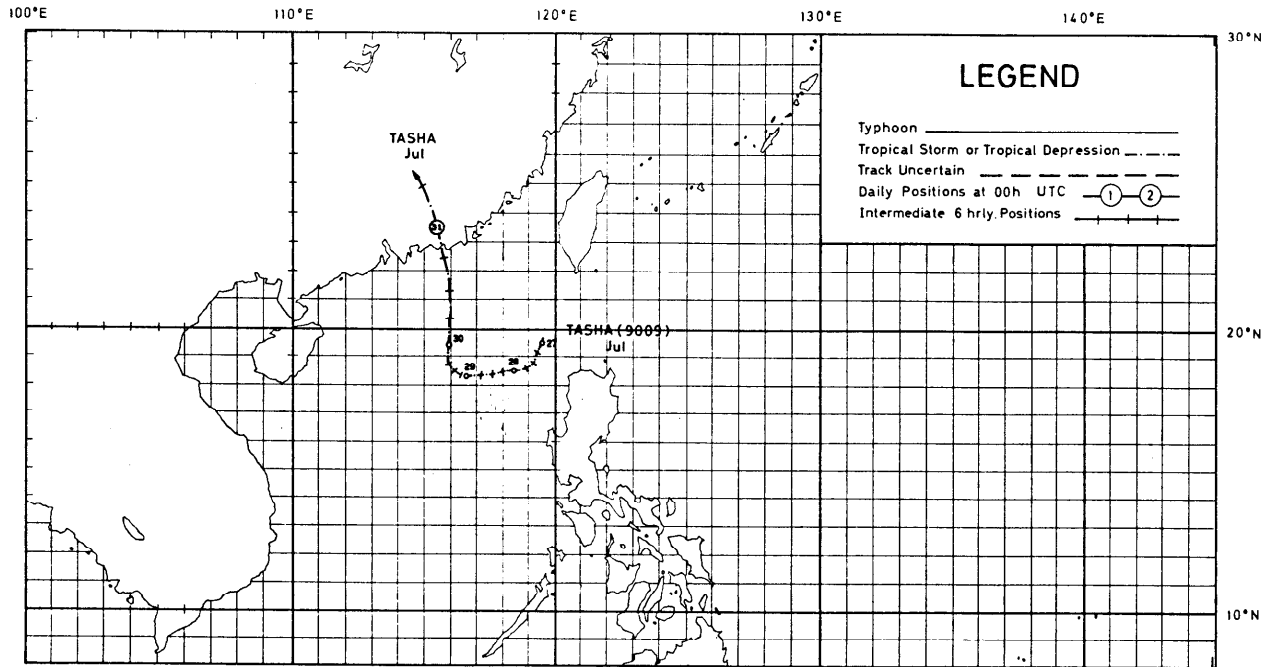 100°E 110°E 120°E 130°E 140°E
30°N
LEGEND
Typhoon
Tropical Storm or Tropical Depression
Track Uncertain
Daily Positions at 00h UTC 1 2
Intermediate 6 hrly. Positions
TASHA
Jul
31
20°N
TASHA (9009)
Jul
30
27
29
28
10°N